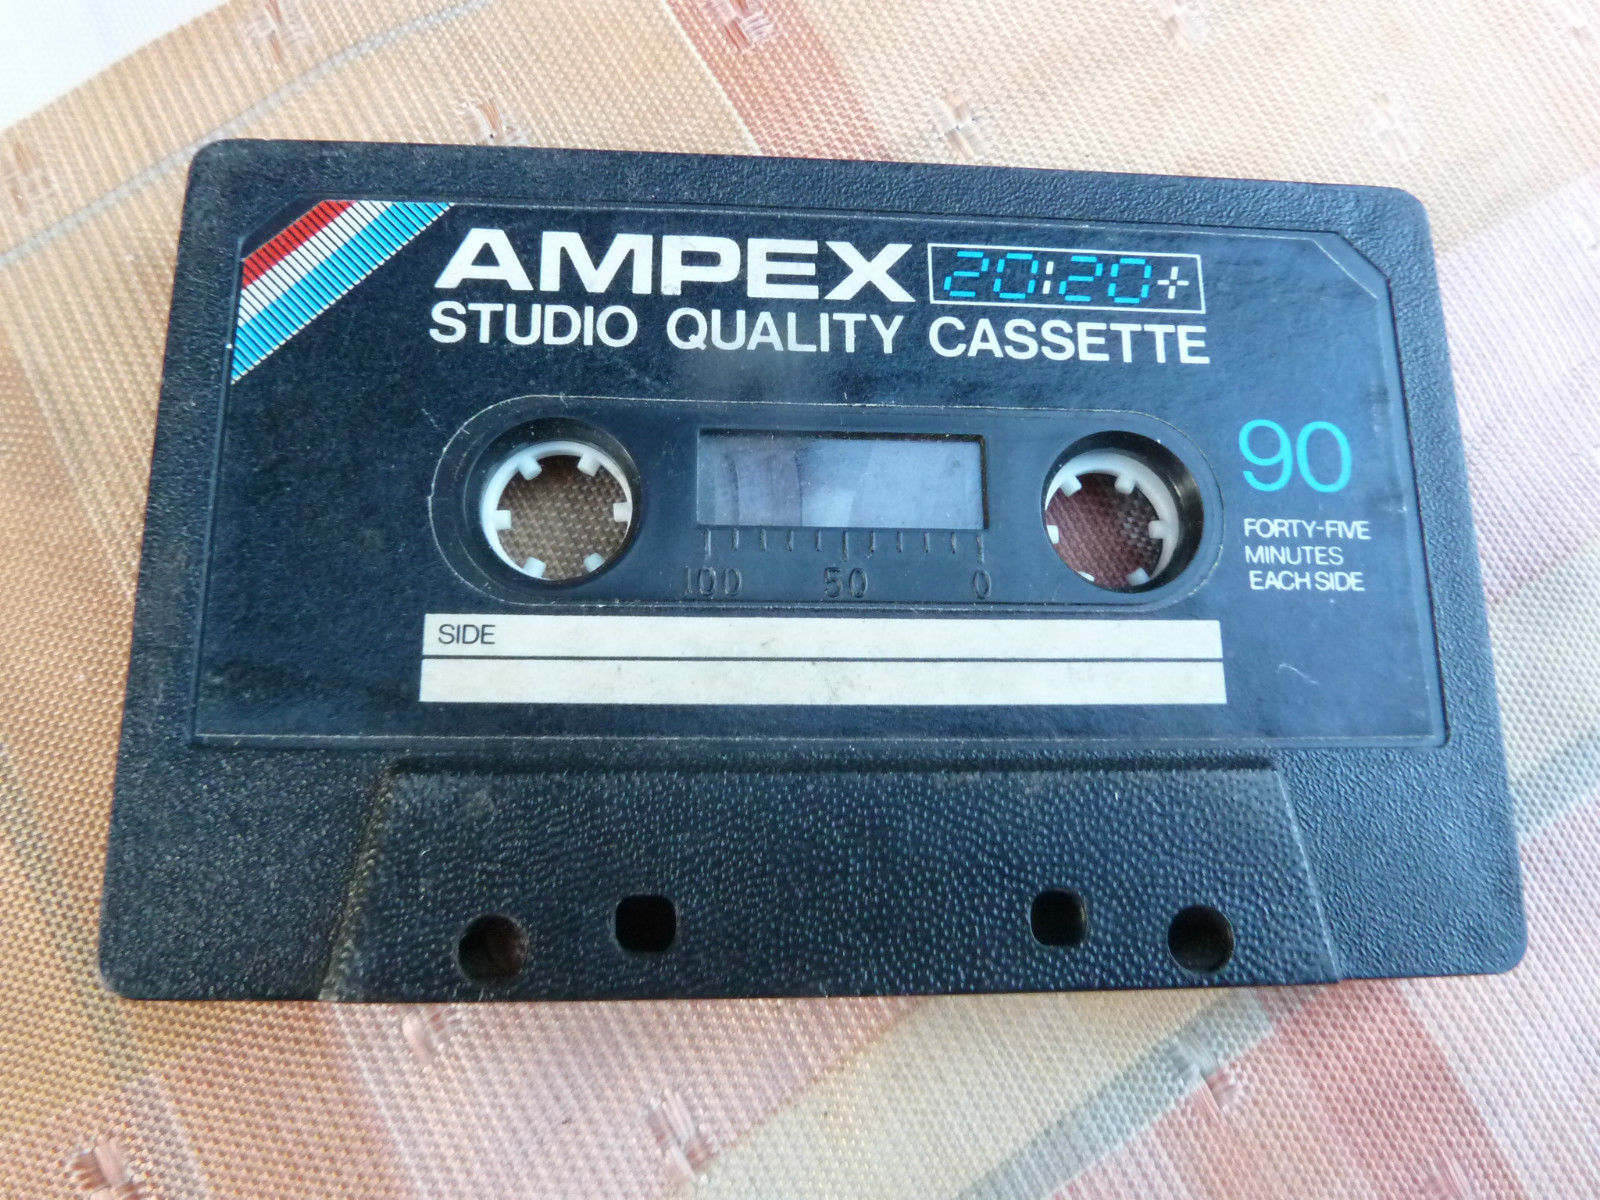 AMPEX 20:20+
STUDIO QUALITY CASSETTE
90
FORTY-FIVE
MINUTES
EACH SIDE
100 50 0
SIDE